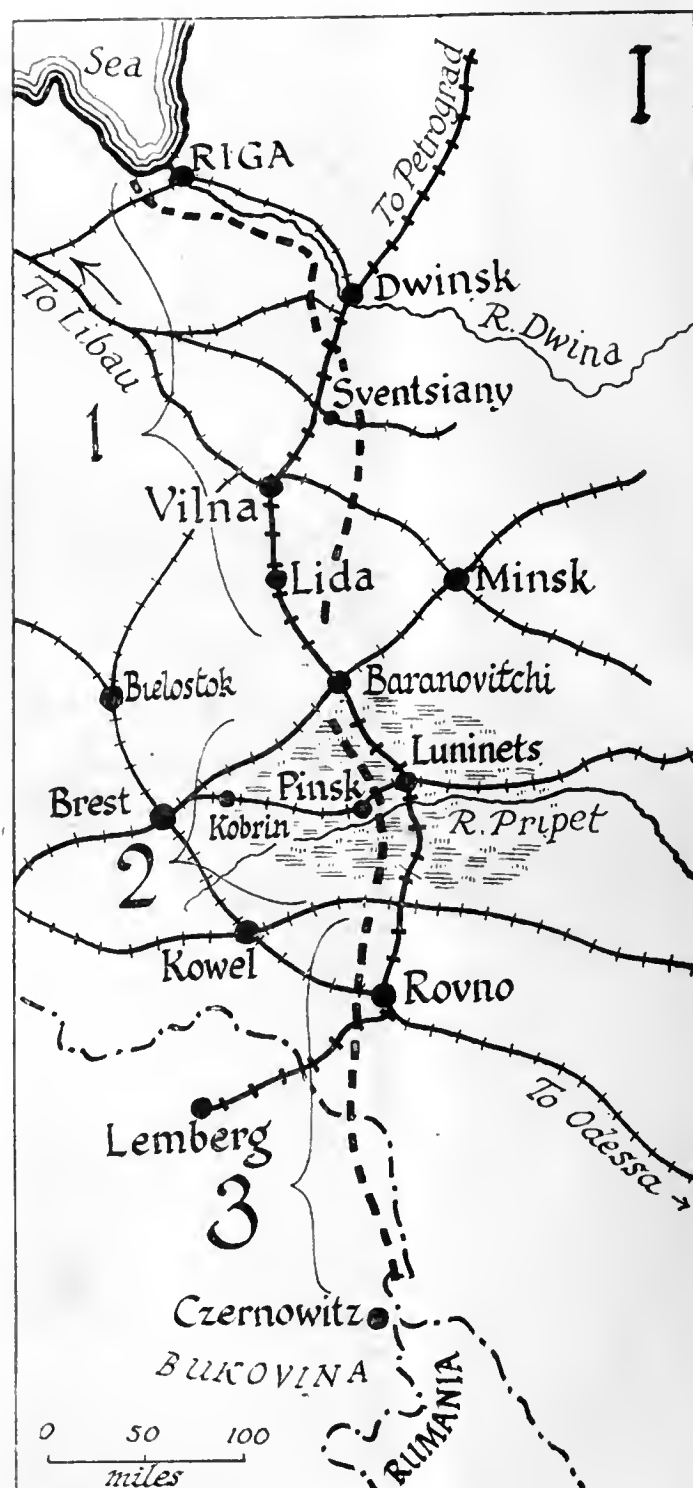 Sea
I
RIGA
To Petrograd
Dwinsk
To Libau
R. Dwina
Sventsiany
1
Vilna
Lida
Minsk
Bielostok
Baranovitchi
Luninets
Pinsk
Brest
Kobrin
R. Pripet
2
Kowel
Rovno
Lemberg
To Odessa
3
Czernowitz
BUKOVINA
RUMANIA
0 50 100
miles